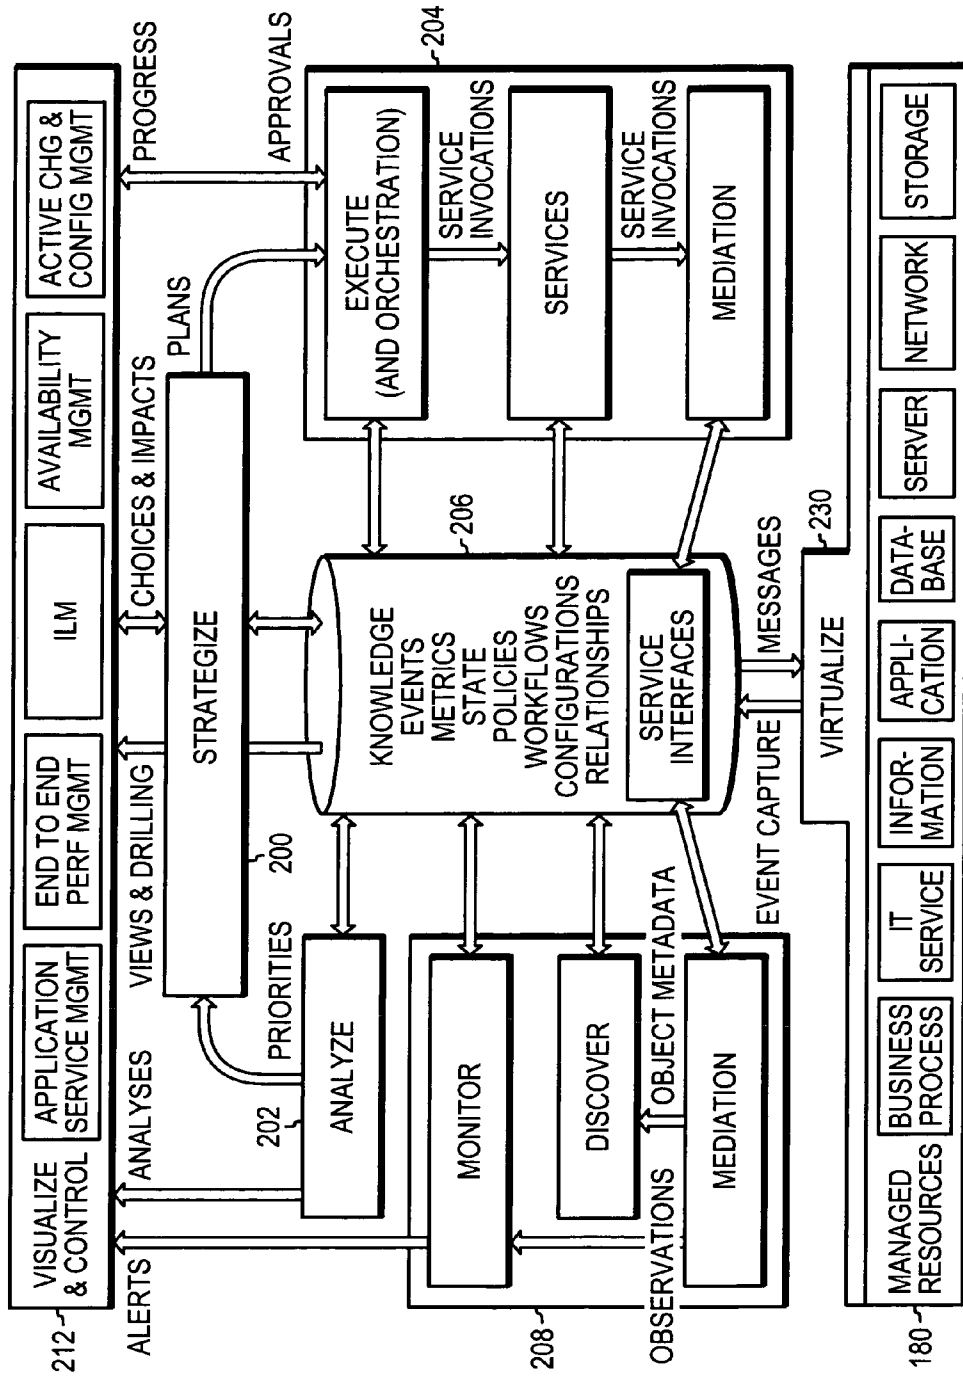 212
VISUALIZE
& CONTROL
APPLICATION
SERVICE MGMT
END TO END
PERF MGMT
ILM
AVAILABILITY
MGMT
ACTIVE CHG &
CONFIG MGMT
ALERTS
ANALYSES
VIEWS & DRILLING
CHOICES & IMPACTS
PROGRESS
STRATEGIZE
200
PLANS
PRIORITIES
APPROVALS
202
ANALYZE
204
KNOWLEDGE
EVENTS
METRICS
STATE
POLICIES
WORKFLOWS
CONFIGURATIONS
RELATIONSHIPS
206
SERVICE
INTERFACES
EXECUTE
(AND ORCHESTRATION)
SERVICE
INVOCATIONS
SERVICES
SERVICE
INVOCATIONS
MEDIATION
MONITOR
DISCOVER
OBSERVATIONS
OBJECT METADATA
MEDIATION
208
EVENT CAPTURE
MESSAGES
VIRTUALIZE
230
180
MANAGED
RESOURCES
BUSINESS
PROCESS
IT
SERVICE
INFOR-
MATION
APPLI-
CATION
DATA-
BASE
SERVER
NETWORK
STORAGE